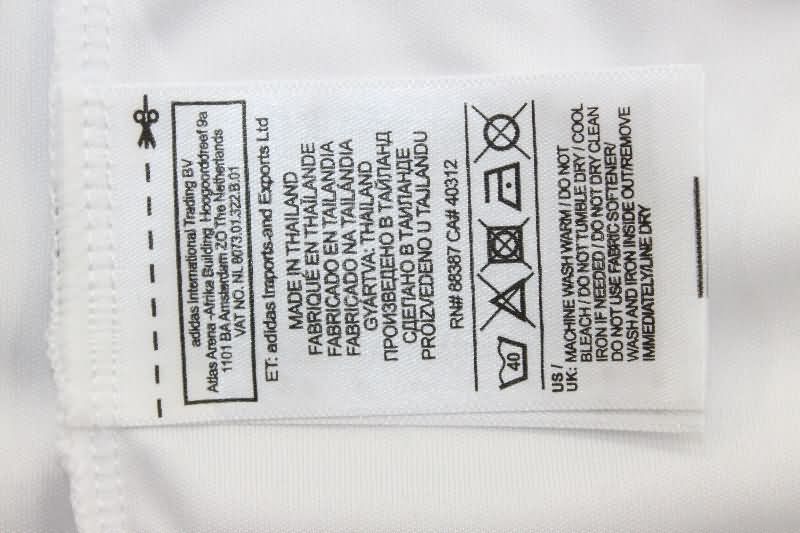 adidas International Trading BV
Atlas Arena -Afrika Building Hoogoorddreef 9a
1101 BA Amsterdam ZO The Netherlands
VAT NO. NL 8073.01.322.B.01
ET: adidas Imports and Exports Ltd
MADE IN THAILAND
FABRIQUÉ EN THAÏLANDE
FABRICADO EN TAILANDIA
FABRICADO NA TAILÂNDIA
GYÁRTVA: THAILAND
ПРОИЗВЕДЕНО В ТАЙЛАНД
СДЕЛАНО В ТАИЛАНДЕ
PROIZVEDENO U TAJLANDU
RN# 88387 CA# 40312
40
US /
UK: MACHINE WASH WARM / DO NOT
BLEACH / DO NOT TUMBLE DRY / COOL
IRON IF NEEDED / DO NOT DRY CLEAN
DO NOT USE FABRIC SOFTENER/
WASH AND IRON INSIDE OUT/REMOVE
IMMEDIATELY/LINE DRY